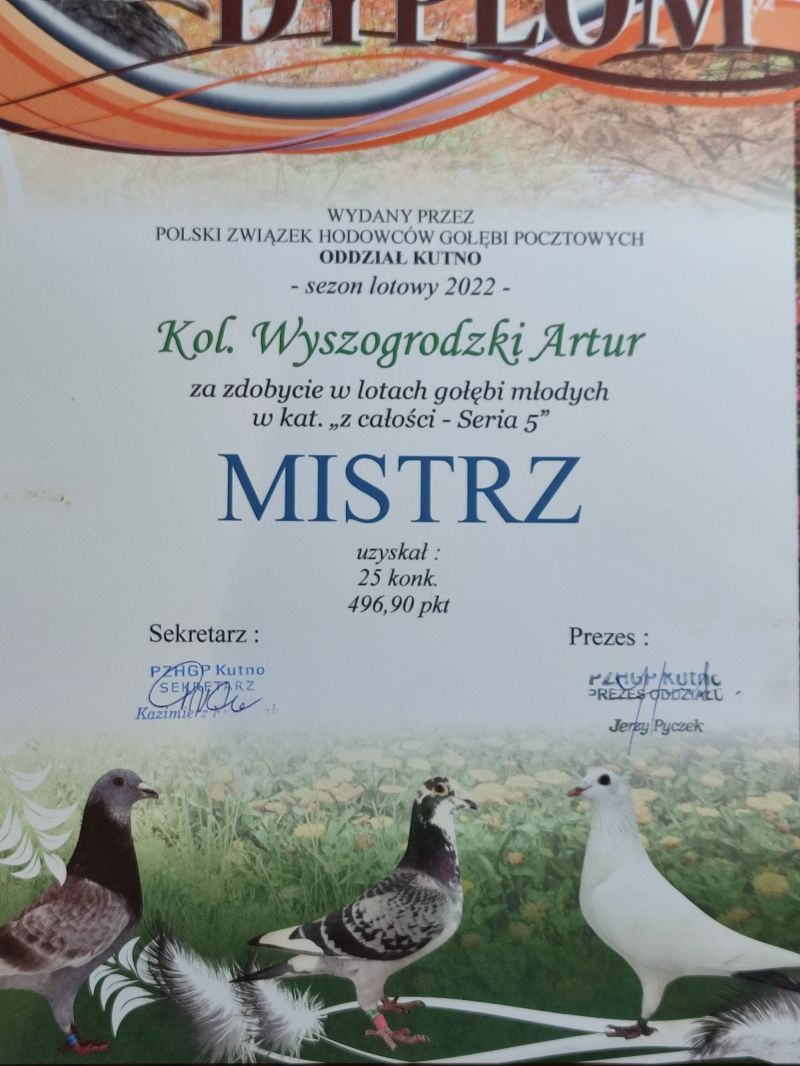 DYPLOM
WYDANY PRZEZ
POLSKI ZWIĄZEK HODOWCÓW GOŁĘBI POCZTOWYCH
ODDZIAŁ KUTNO
- sezon lotowy 2022 -
Kol. Wyszogrodzki Artur
za zdobycie w lotach gołębi młodych
w kat. „z całości - Seria 5”
MISTRZ
uzyskał :
25 konk.
496,90 pkt
Sekretarz :
Prezes :
PZHGP Kutno
SEKRETARZ
Kazimierz
PZHGP Kutno
PREZES ODDZIAŁU
Jerzy Pyczek